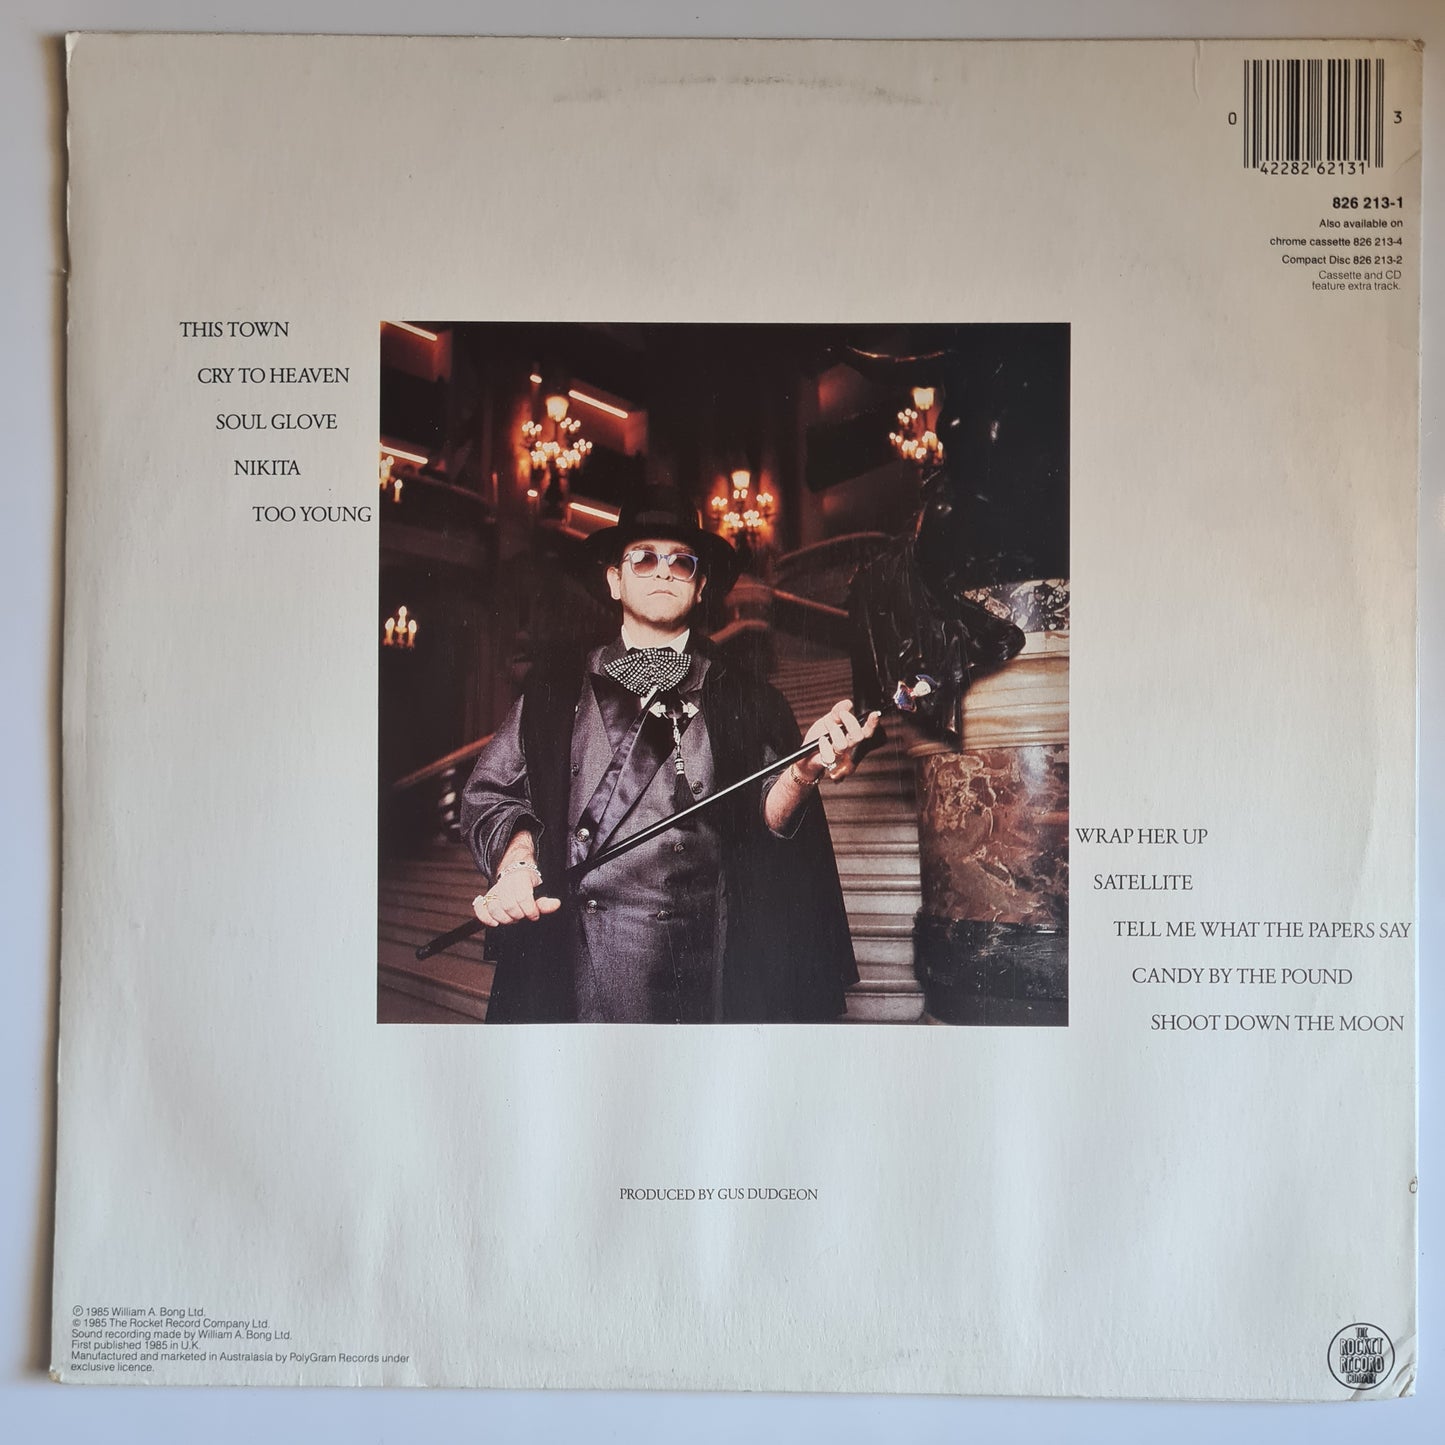 0 42282 62131 3
826 213-1
Also available on
chrome cassette 826 213-4
Compact Disc 826 213-2
Cassette and CD
feature extra track.
THIS TOWN
CRY TO HEAVEN
SOUL GLOVE
NIKITA
TOO YOUNG
WRAP HER UP
SATELLITE
TELL ME WHAT THE PAPERS SAY
CANDY BY THE POUND
SHOOT DOWN THE MOON
PRODUCED BY GUS DUDGEON
℗ 1985 William A. Bong Ltd.
© 1985 The Rocket Record Company Ltd.
Sound recording made by William A. Bong Ltd.
First published 1985 in U.K.
Manufactured and marketed in Australasia by PolyGram Records under
exclusive licence.
THE
ROCKET
RECORD
COMPANY